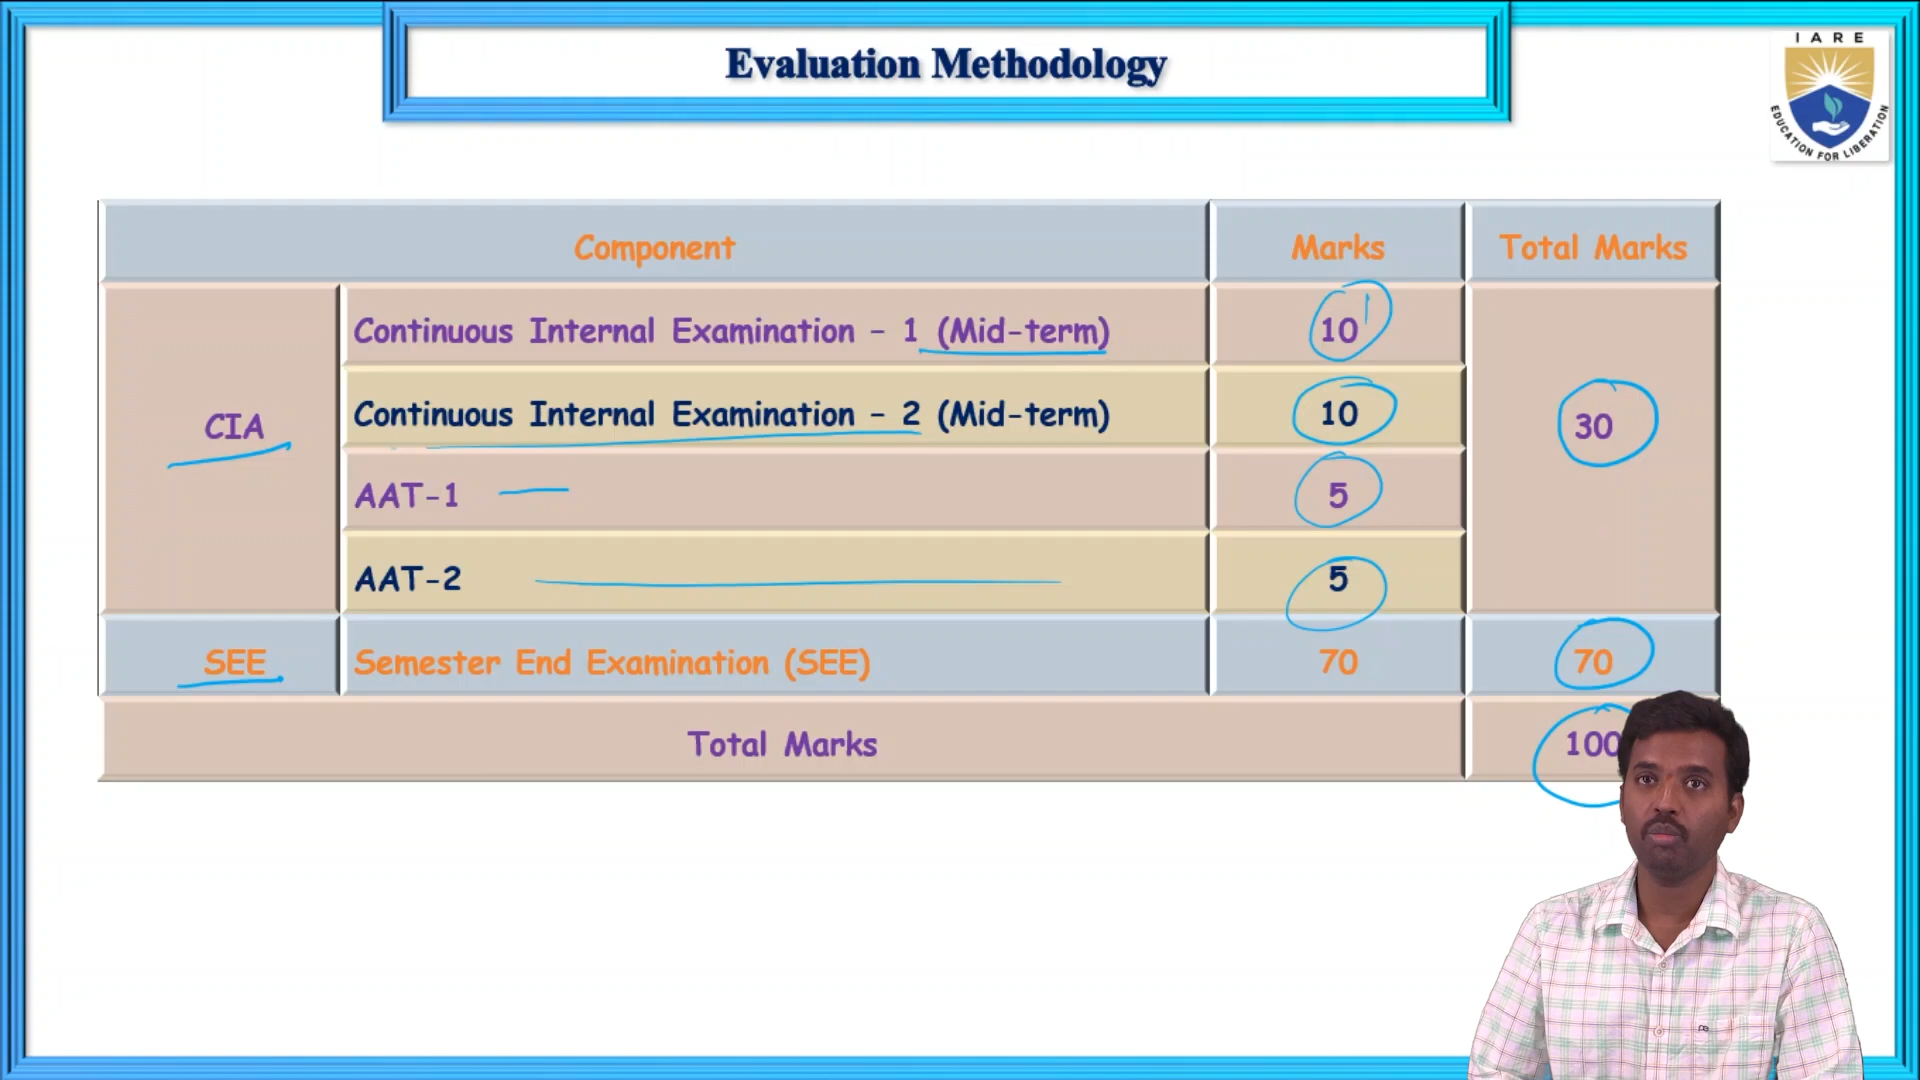 Evaluation Methodology
IARE
EDUCATION FOR LIBERATION
Component Marks Total Marks
CIA
Continuous Internal Examination - 1 (Mid-term) 10
Continuous Internal Examination - 2 (Mid-term) 10
30
AAT-1 5
AAT-2 5
SEE Semester End Examination (SEE) 70 70
Total Marks 100